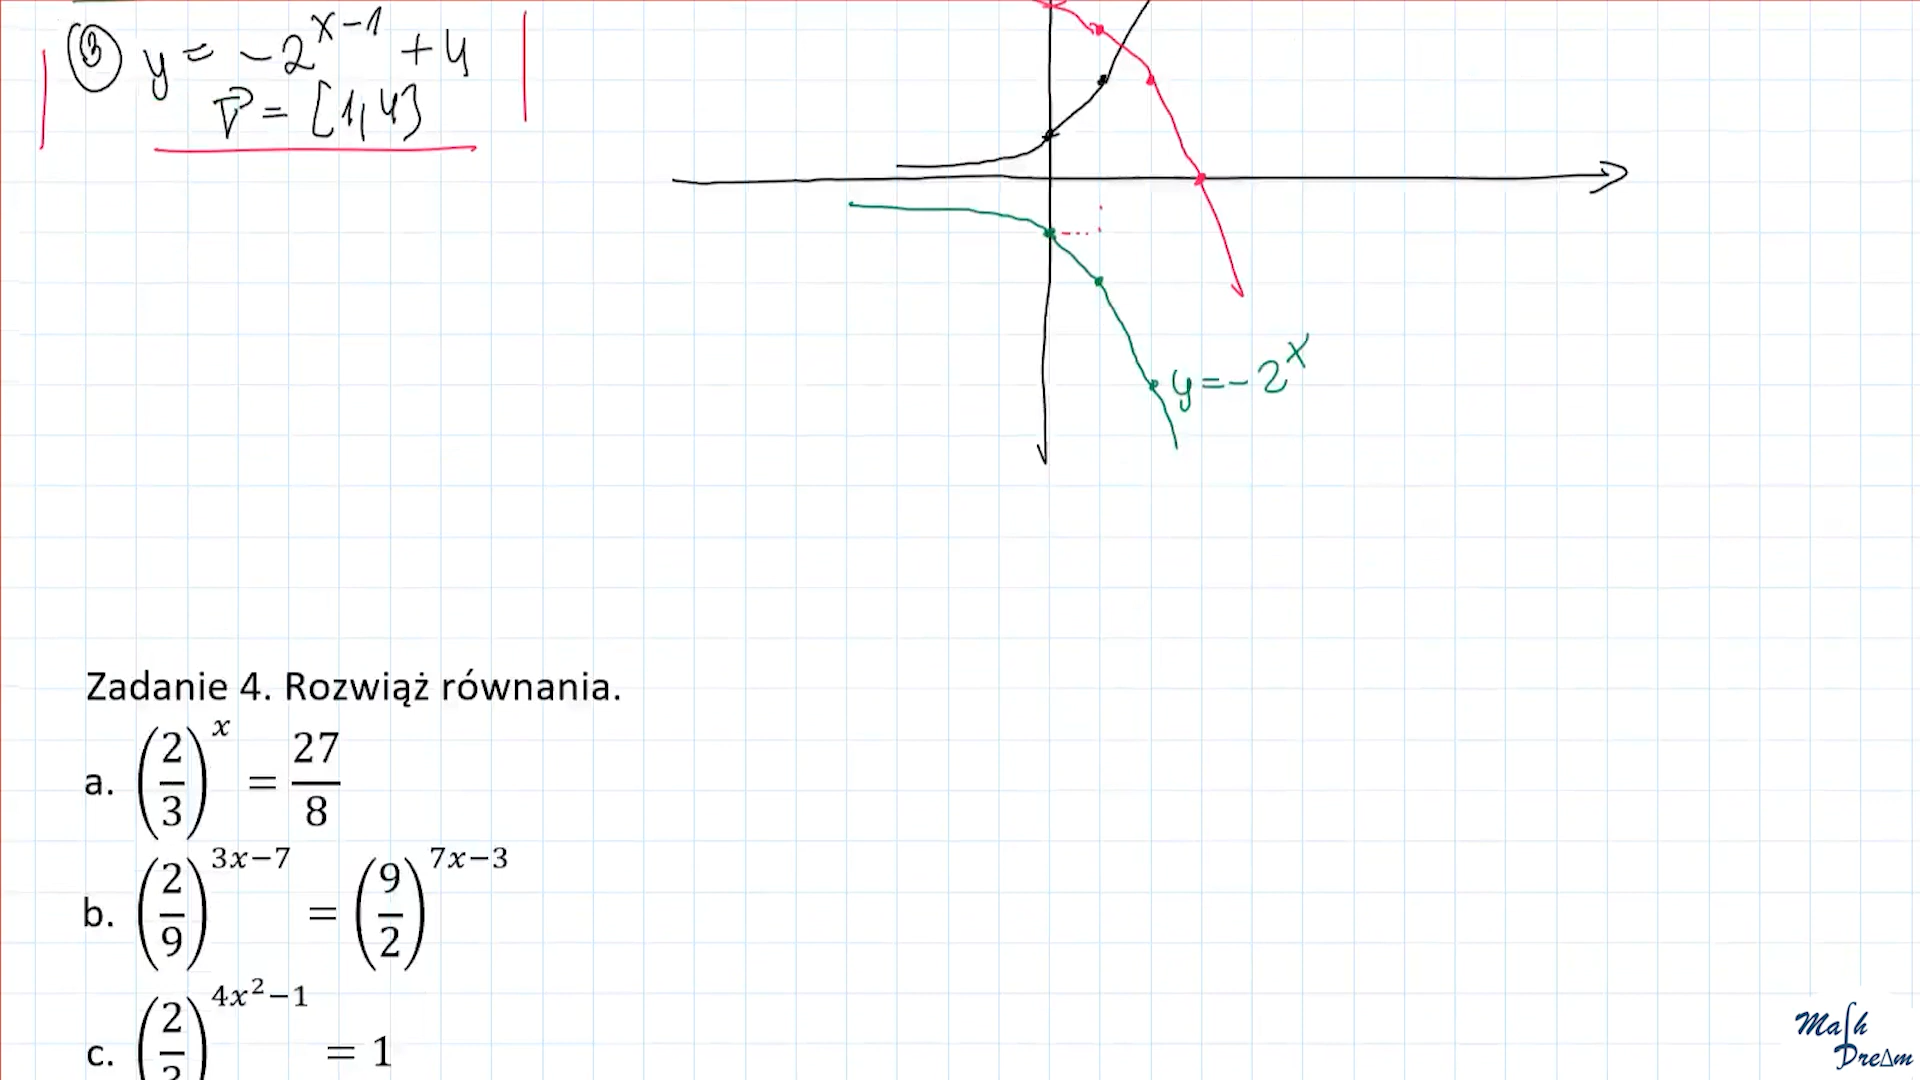 ③ y = -2^{x-1} + 4
v⃗ = [1,4]
y = -2^x
Zadanie 4. Rozwiąż równania.
a. (2/3)^x = 27/8
b. (2/9)^{3x-7} = (9/2)^{7x-3}
c. (2/3)^{4x²-1} = 1
Math
Dre∆m